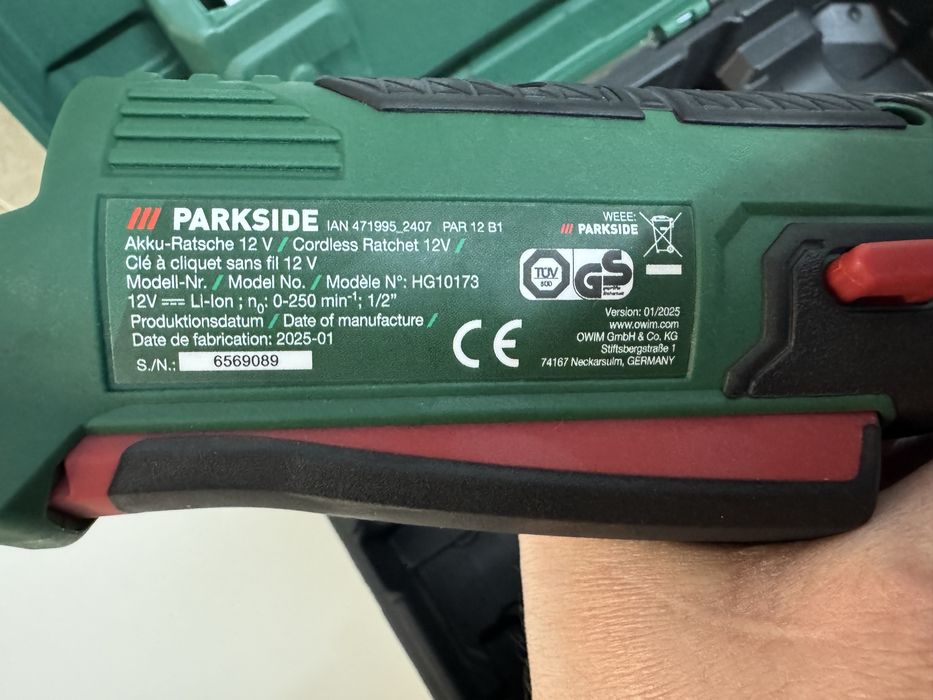 PARKSIDE IAN 471995_2407 PAR 12 B1
Akku-Ratsche 12 V / Cordless Ratchet 12V /
Clé à cliquet sans fil 12 V
Modell-Nr. / Model No. / Modèle N°: HG10173
12V ⎓ Li-Ion ; n₀: 0-250 min⁻¹; 1/2"
Produktionsdatum / Date of manufacture /
Date de fabrication: 2025-01
S./N.: 6569089
CE
WEEE:
PARKSIDE
TÜV
SÜD
GS
Version: 01/2025
www.owim.com
OWIM GmbH & Co. KG
Stiftsbergstraße 1
74167 Neckarsulm, GERMANY